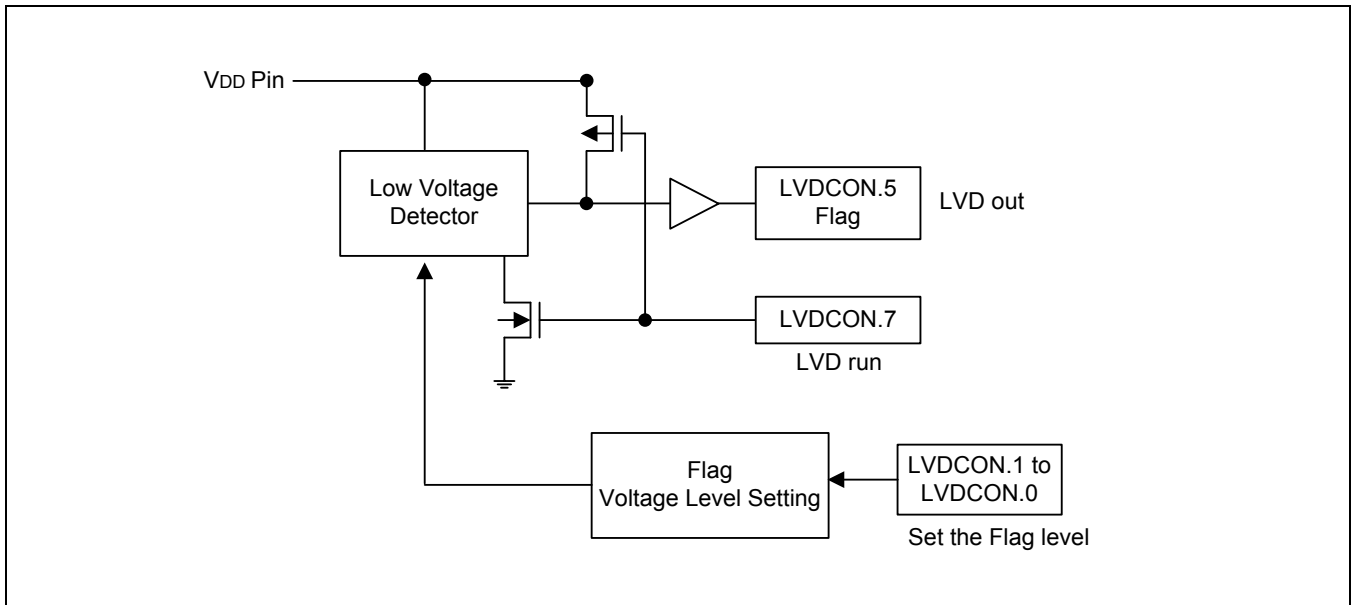 VDD Pin
Low Voltage
Detector
LVDCON.5
Flag
LVD out
LVDCON.7
LVD run
Flag
Voltage Level Setting
LVDCON.1 to
LVDCON.0
Set the Flag level